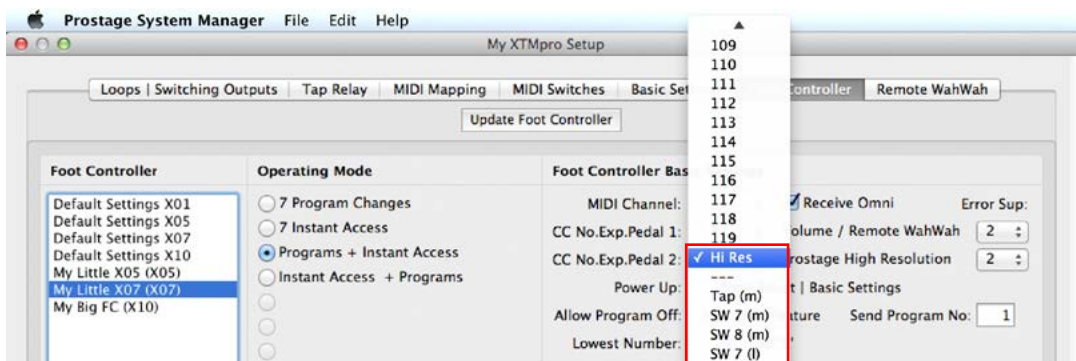 Prostage System Manager File Edit Help
My XTMpro Setup
Loops | Switching Outputs Tap Relay MIDI Mapping MIDI Switches Basic Set Controller Remote WahWah
Update Foot Controller
Foot Controller
Default Settings X01
Default Settings X05
Default Settings X07
Default Settings X10
My Little X05 (X05)
My Little X07 (X07)
My Big FC (X10)
Operating Mode
7 Program Changes
7 Instant Access
Programs + Instant Access
Instant Access + Programs
Foot Controller Bas
MIDI Channel: Receive Omni Error Sup:
CC No.Exp.Pedal 1: olume / Remote WahWah 2
CC No.Exp.Pedal 2: rostage High Resolution 2
Power Up: t | Basic Settings
Allow Program Off: ature Send Program No: 1
Lowest Number:
109
110
111
112
113
114
115
116
117
118
119
✓ Hi Res
---
Tap (m)
SW 7 (m)
SW 8 (m)
SW 7 (l)